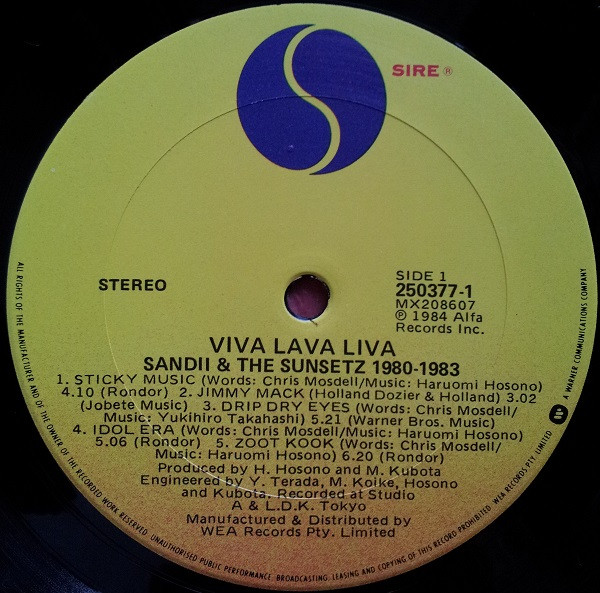 SIRE ®
STEREO
SIDE 1
250377-1
MX208607
℗ 1984 Alfa
Records Inc.
VIVA LAVA LIVA
SANDII & THE SUNSETZ 1980-1983
1. STICKY MUSIC (Words: Chris Mosdell/Music: Haruomi Hosono)
4.10 (Rondor) 2. JIMMY MACK (Holland Dozier & Holland) 3.02
(Jobete Music) 3. DRIP DRY EYES (Words: Chris Mosdell/
Music: Yukihiro Takahashi) 5.21 (Warner Bros. Music)
4. IDOL ERA (Words: Chris Mosdell/Music: Haruomi Hosono)
5.06 (Rondor) 5. ZOOT KOOK (Words: Chris Mosdell/
Music: Haruomi Hosono) 6.20 (Rondor)
Produced by H. Hosono and M. Kubota
Engineered by Y. Terada, M. Koike, Hosono
and Kubota. Recorded at Studio
A & L.D.K. Tokyo
Manufactured & Distributed by
WEA Records Pty. Limited
ALL RIGHTS OF THE MANUFACTURER AND OF THE OWNER OF THE RECORDED WORK RESERVED. UNAUTHORISED PUBLIC PERFORMANCE, BROADCASTING, LEASING AND COPYING OF THIS RECORD PROHIBITED. WEA RECORDS PTY. LIMITED
A WARNER COMMUNICATIONS COMPANY